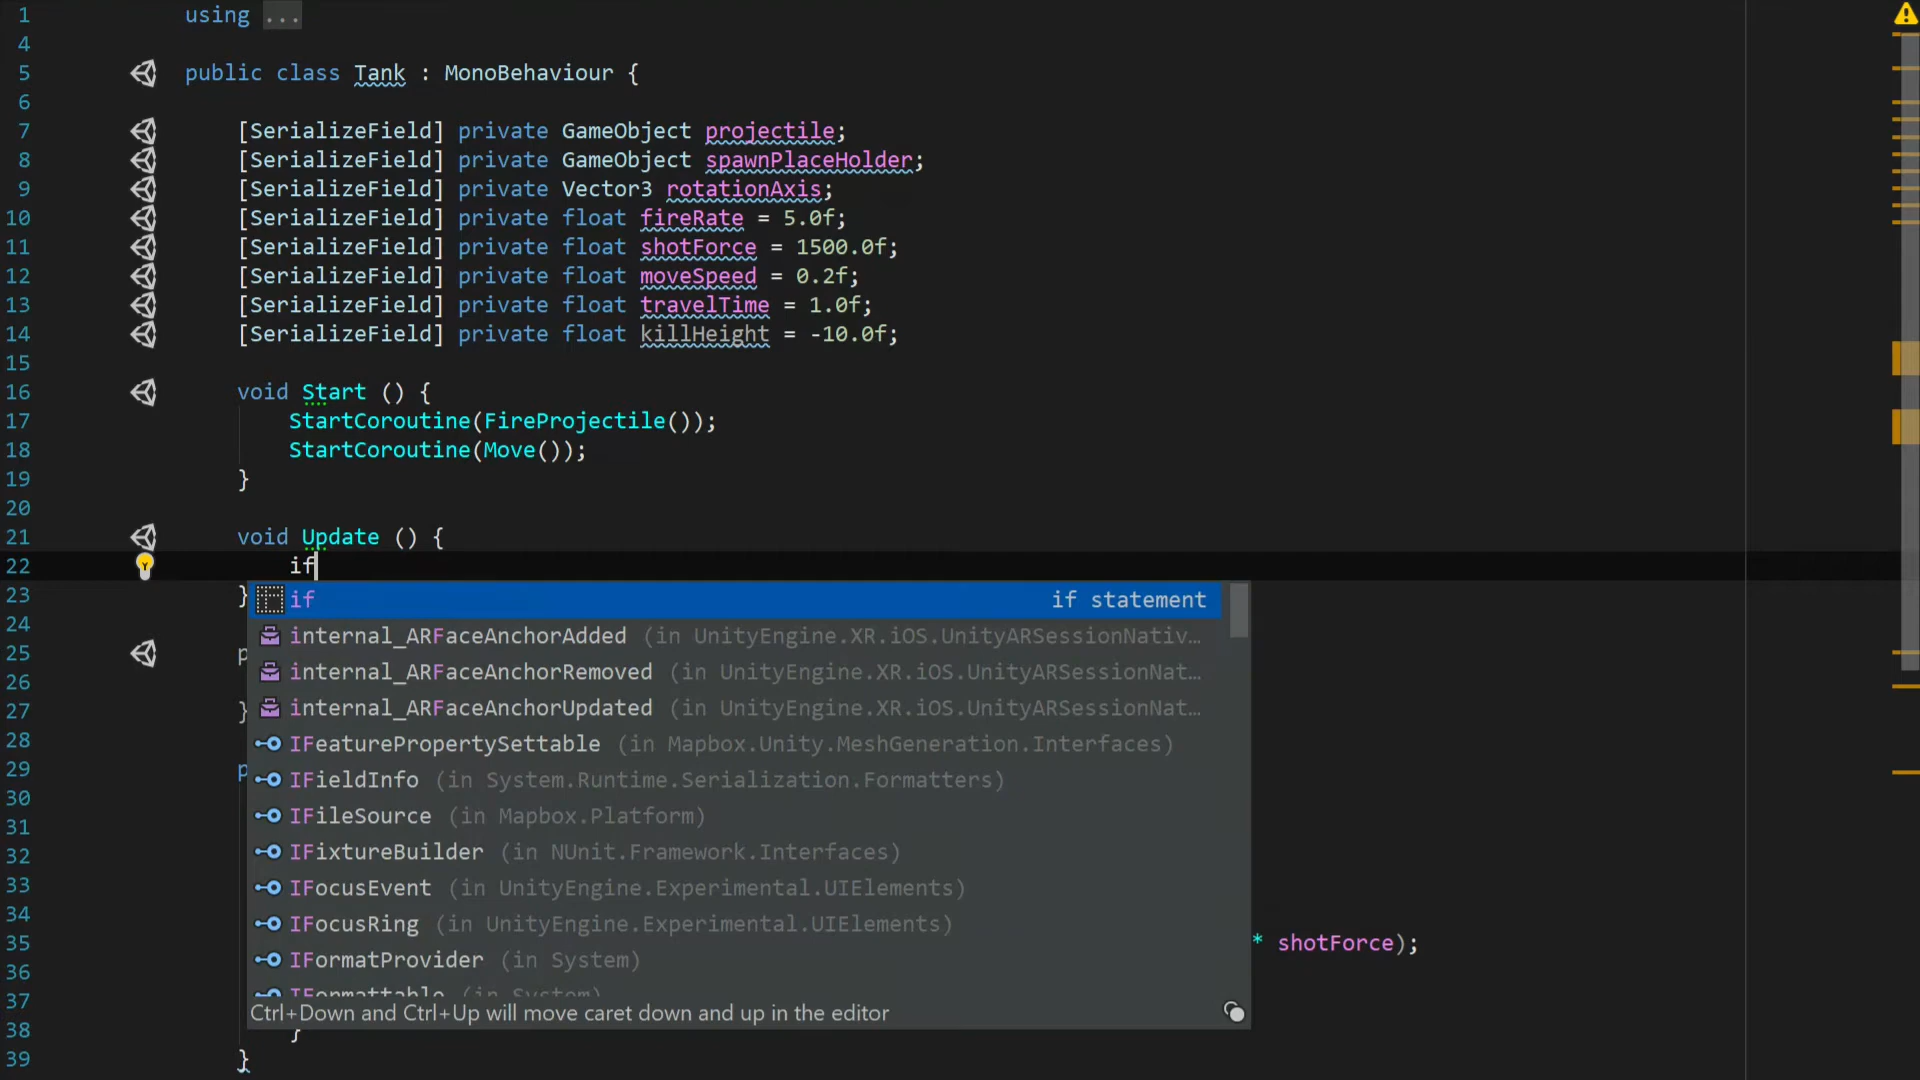 1 using ...
4
5 public class Tank : MonoBehaviour {
6
7 [SerializeField] private GameObject projectile;
8 [SerializeField] private GameObject spawnPlaceHolder;
9 [SerializeField] private Vector3 rotationAxis;
10 [SerializeField] private float fireRate = 5.0f;
11 [SerializeField] private float shotForce = 1500.0f;
12 [SerializeField] private float moveSpeed = 0.2f;
13 [SerializeField] private float travelTime = 1.0f;
14 [SerializeField] private float killHeight = -10.0f;
15
16 void Start () {
17 StartCoroutine(FireProjectile());
18 StartCoroutine(Move());
19 }
20
21 void Update () {
22 if
23 }
if if statement
24
internal_ARFaceAnchorAdded (in UnityEngine.XR.iOS.UnityARSessionNativ...
25 p
internal_ARFaceAnchorRemoved (in UnityEngine.XR.iOS.UnityARSessionNat...
26
27 }
internal_ARFaceAnchorUpdated (in UnityEngine.XR.iOS.UnityARSessionNat...
28
IFeaturePropertySettable (in Mapbox.Unity.MeshGeneration.Interfaces)
29 p
IFieldInfo (in System.Runtime.Serialization.Formatters)
30
IFileSource (in Mapbox.Platform)
31
32
IFixtureBuilder (in NUnit.Framework.Interfaces)
33
IFocusEvent (in UnityEngine.Experimental.UIElements)
34
IFocusRing (in UnityEngine.Experimental.UIElements)
35 * shotForce);
IFormatProvider (in System)
36
IFormattable (in System)
37
Ctrl+Down and Ctrl+Up will move caret down and up in the editor
38 }
39 }